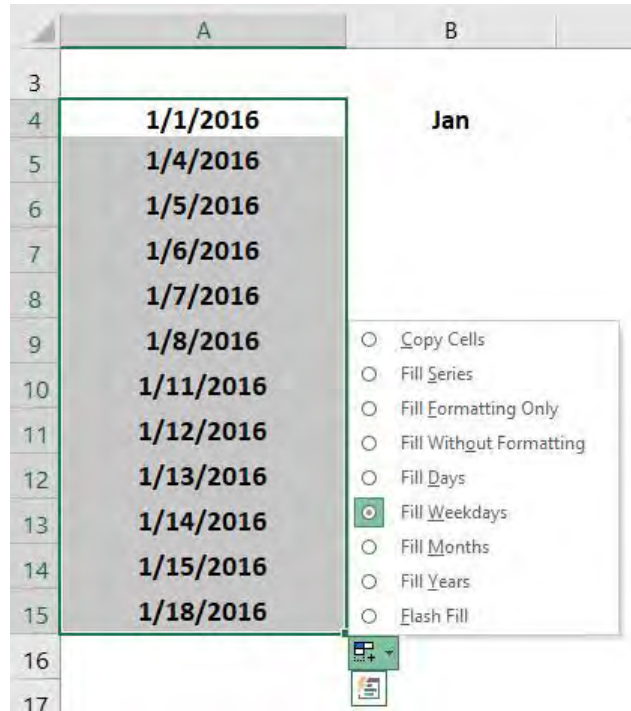 A B
3
4 1/1/2016 Jan
5 1/4/2016
6 1/5/2016
7 1/6/2016
8 1/7/2016
9 1/8/2016 Copy Cells
10 1/11/2016 Fill Series
Fill Formatting Only
11 1/12/2016 Fill Without Formatting
12 1/13/2016 Fill Days
13 1/14/2016 Fill Weekdays
14 1/15/2016 Fill Months
Fill Years
15 1/18/2016 Flash Fill
16
17